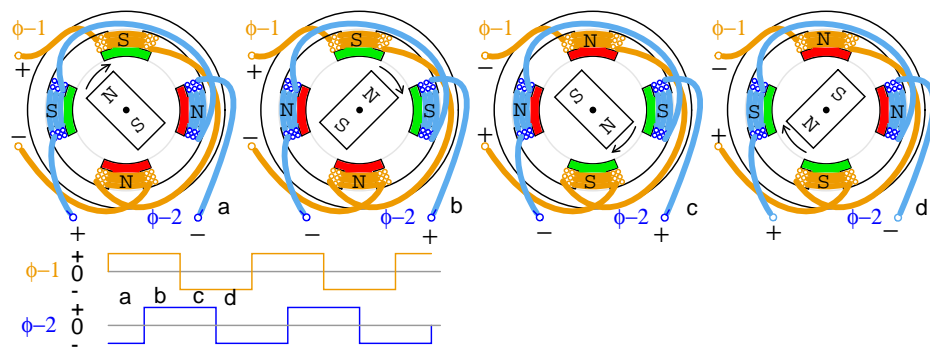 ϕ−1 ϕ−1 ϕ−1 ϕ−1
S S N N
+ + − −
N S N S S N N S
S N N S N S S N
− − + +
N N S S
ϕ−2 a ϕ−2 b ϕ−2 c ϕ−2 d
+ − − + − + + −
+
ϕ−1 0
-
a b c d
+
ϕ−2 0
-